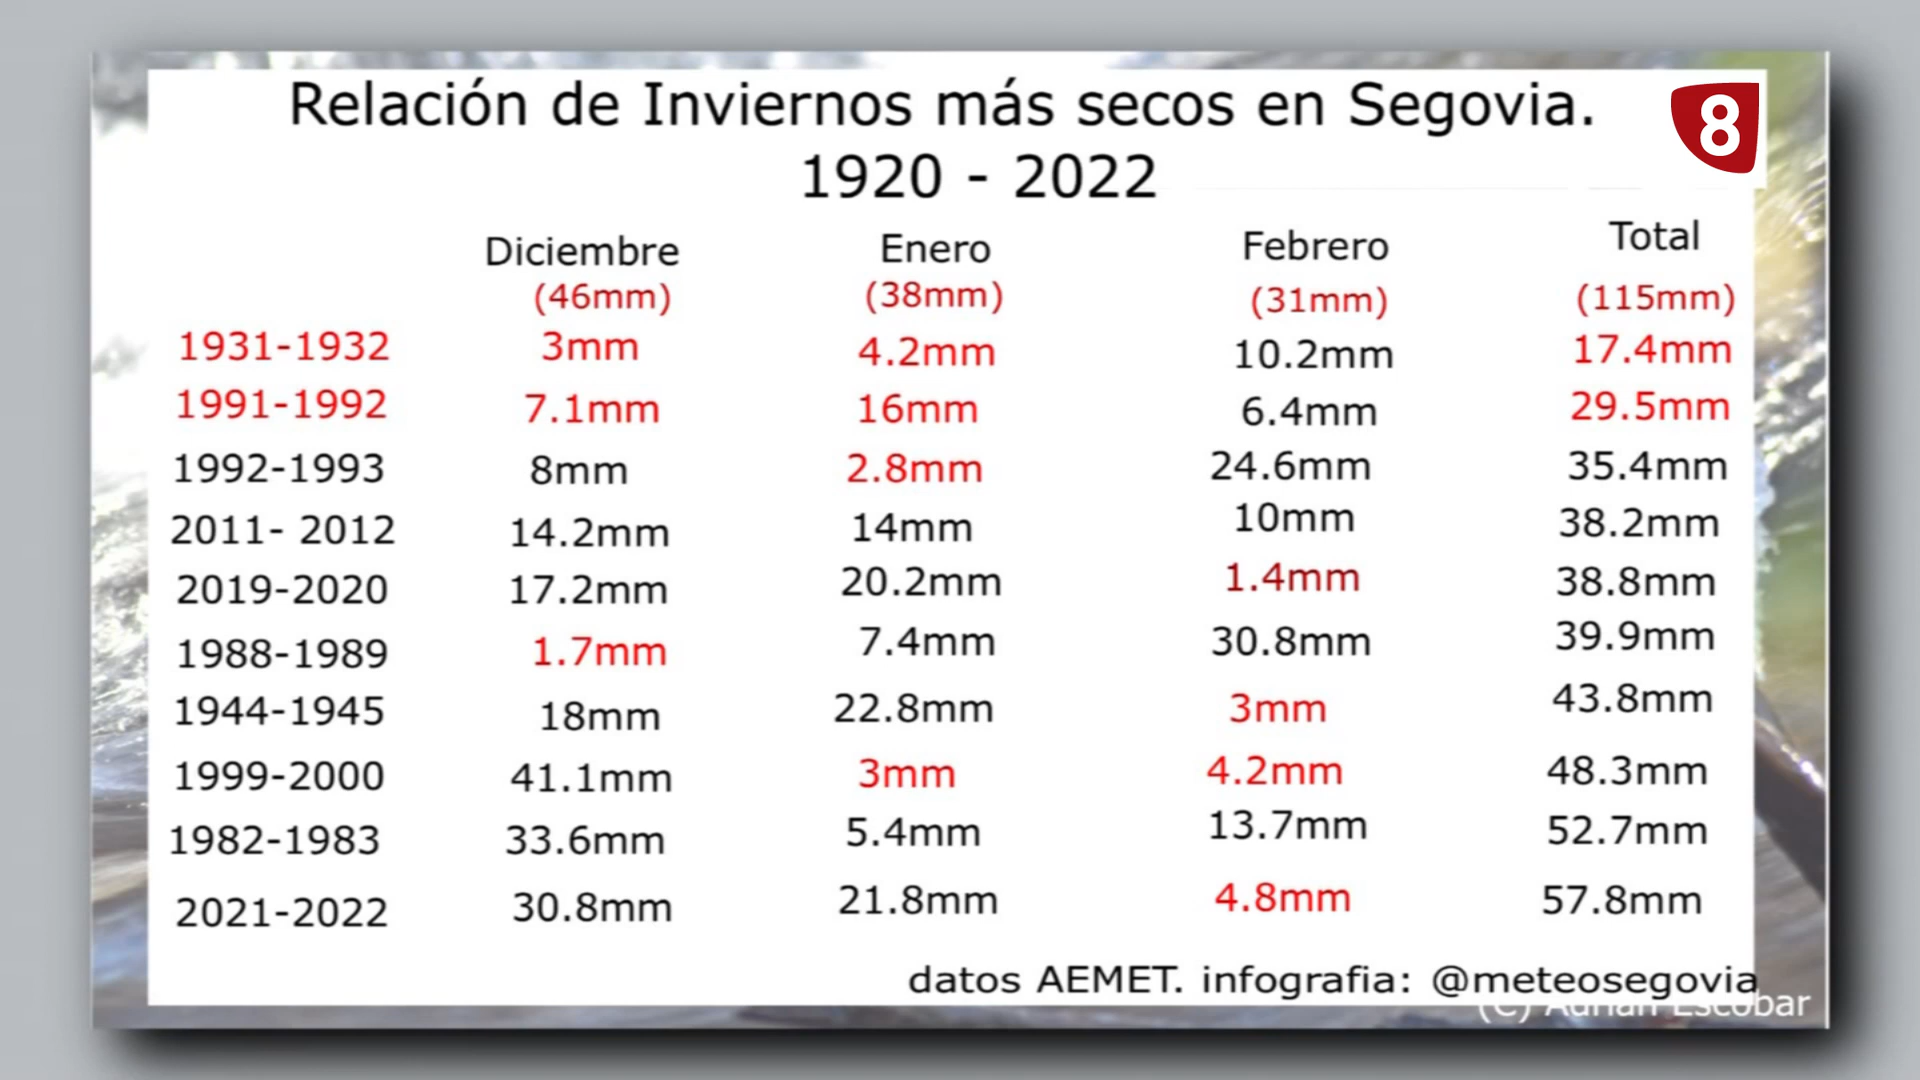 Relación de Inviernos más secos en Segovia.
1920 - 2022
8
Diciembre Enero Febrero Total
(46mm) (38mm) (31mm) (115mm)
1931-1932 3mm 4.2mm 10.2mm 17.4mm
1991-1992 7.1mm 16mm 6.4mm 29.5mm
1992-1993 8mm 2.8mm 24.6mm 35.4mm
2011- 2012 14.2mm 14mm 10mm 38.2mm
2019-2020 17.2mm 20.2mm 1.4mm 38.8mm
1988-1989 1.7mm 7.4mm 30.8mm 39.9mm
1944-1945 18mm 22.8mm 3mm 43.8mm
1999-2000 41.1mm 3mm 4.2mm 48.3mm
1982-1983 33.6mm 5.4mm 13.7mm 52.7mm
2021-2022 30.8mm 21.8mm 4.8mm 57.8mm
datos AEMET. infografia: @meteosegovia
(C) Adrian Escobar